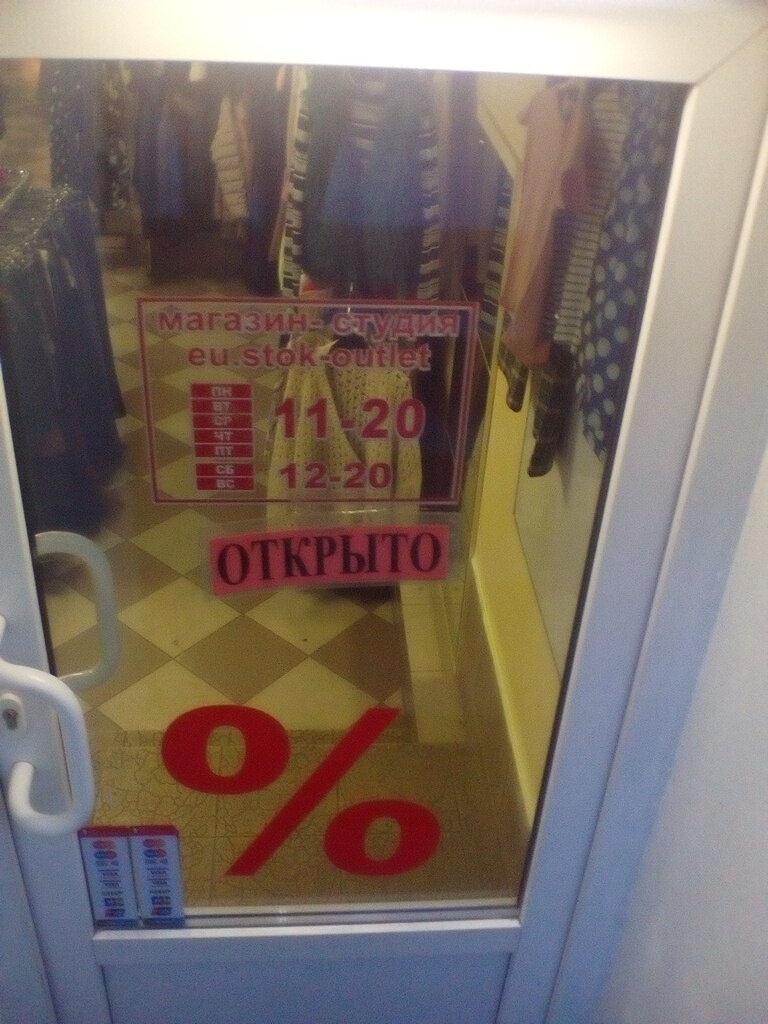 магазин- студия
eu.stok-outlet
ПН
ВТ
СР
ЧТ
ПТ
11-20
СБ
ВС
12-20
ОТКРЫТО
%